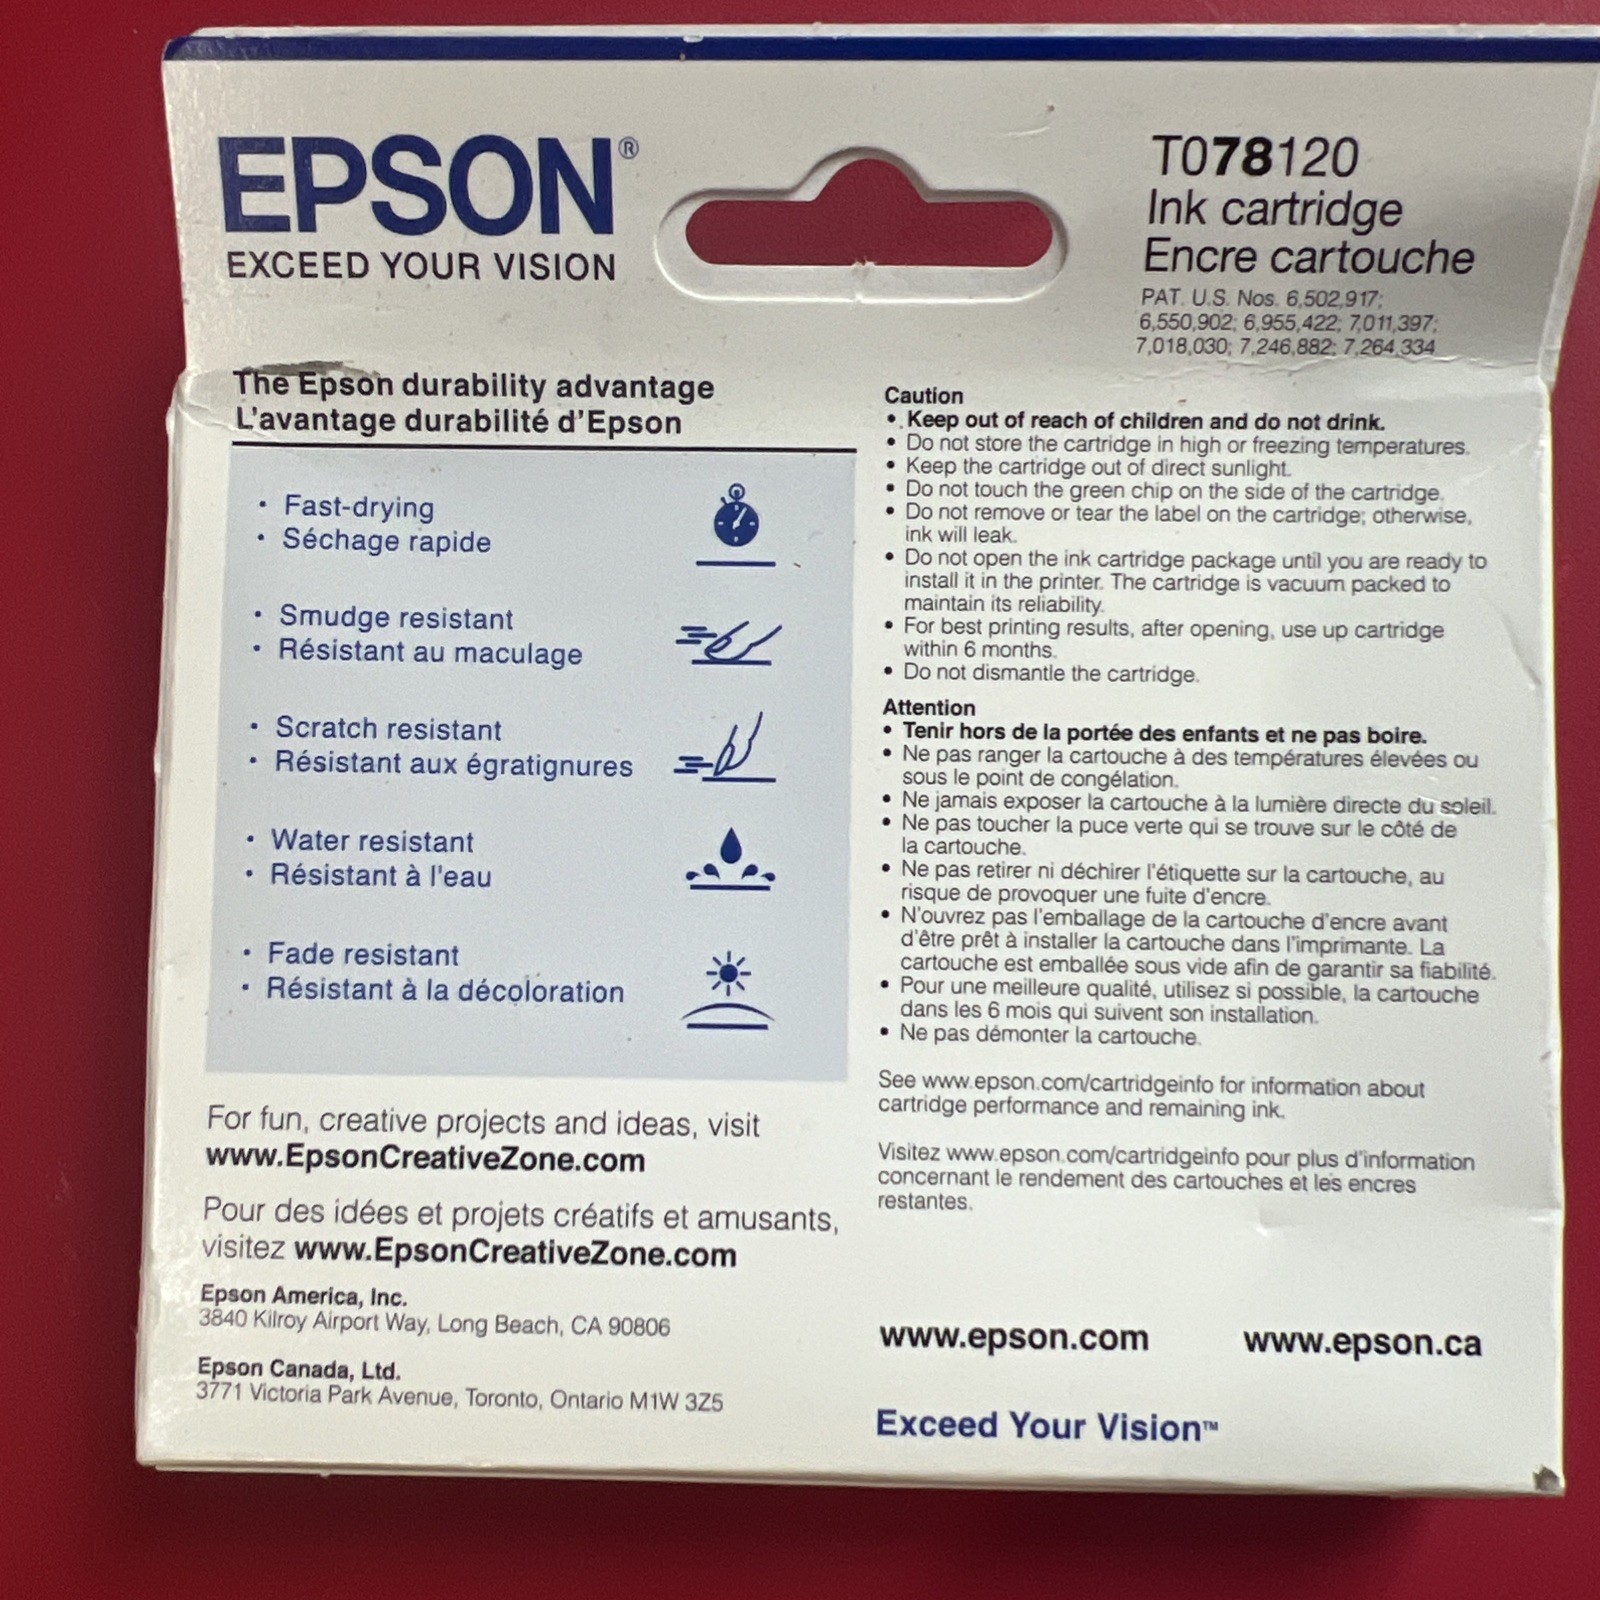 EPSON®
EXCEED YOUR VISION
T078120
Ink cartridge
Encre cartouche
PAT. U.S. Nos. 6,502,917;
6,550,902; 6,955,422; 7,011,397;
7,018,030; 7,246,882; 7,264,334
The Epson durability advantage
L'avantage durabilité d'Epson
• Fast-drying
• Séchage rapide
• Smudge resistant
• Résistant au maculage
• Scratch resistant
• Résistant aux égratignures
• Water resistant
• Résistant à l'eau
• Fade resistant
• Résistant à la décoloration
For fun, creative projects and ideas, visit
www.EpsonCreativeZone.com
Pour des idées et projets créatifs et amusants,
visitez www.EpsonCreativeZone.com
Epson America, Inc.
3840 Kilroy Airport Way, Long Beach, CA 90806
Epson Canada, Ltd.
3771 Victoria Park Avenue, Toronto, Ontario M1W 3Z5
Caution
• Keep out of reach of children and do not drink.
• Do not store the cartridge in high or freezing temperatures.
• Keep the cartridge out of direct sunlight.
• Do not touch the green chip on the side of the cartridge.
• Do not remove or tear the label on the cartridge; otherwise,
ink will leak.
• Do not open the ink cartridge package until you are ready to
install it in the printer. The cartridge is vacuum packed to
maintain its reliability.
• For best printing results, after opening, use up cartridge
within 6 months.
• Do not dismantle the cartridge.
Attention
• Tenir hors de la portée des enfants et ne pas boire.
• Ne pas ranger la cartouche à des températures élevées ou
sous le point de congélation.
• Ne jamais exposer la cartouche à la lumière directe du soleil.
• Ne pas toucher la puce verte qui se trouve sur le côté de
la cartouche.
• Ne pas retirer ni déchirer l'étiquette sur la cartouche, au
risque de provoquer une fuite d'encre.
• N'ouvrez pas l'emballage de la cartouche d'encre avant
d'être prêt à installer la cartouche dans l'imprimante. La
cartouche est emballée sous vide afin de garantir sa fiabilité.
• Pour une meilleure qualité, utilisez si possible, la cartouche
dans les 6 mois qui suivent son installation.
• Ne pas démonter la cartouche.
See www.epson.com/cartridgeinfo for information about
cartridge performance and remaining ink.
Visitez www.epson.com/cartridgeinfo pour plus d'information
concernant le rendement des cartouches et les encres
restantes.
www.epson.com www.epson.ca
Exceed Your Vision™